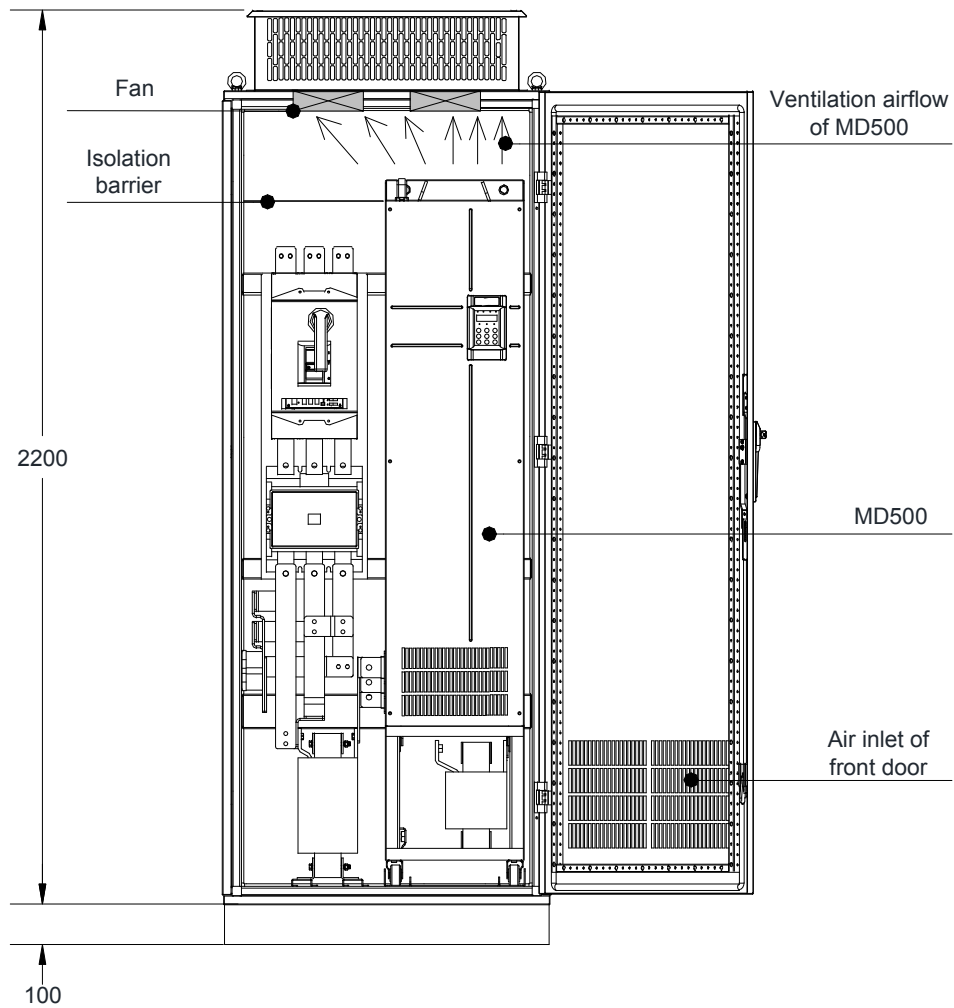 Fan
Ventilation airflow
of MD500
Isolation
barrier
2200
MD500
Air inlet of
front door
100